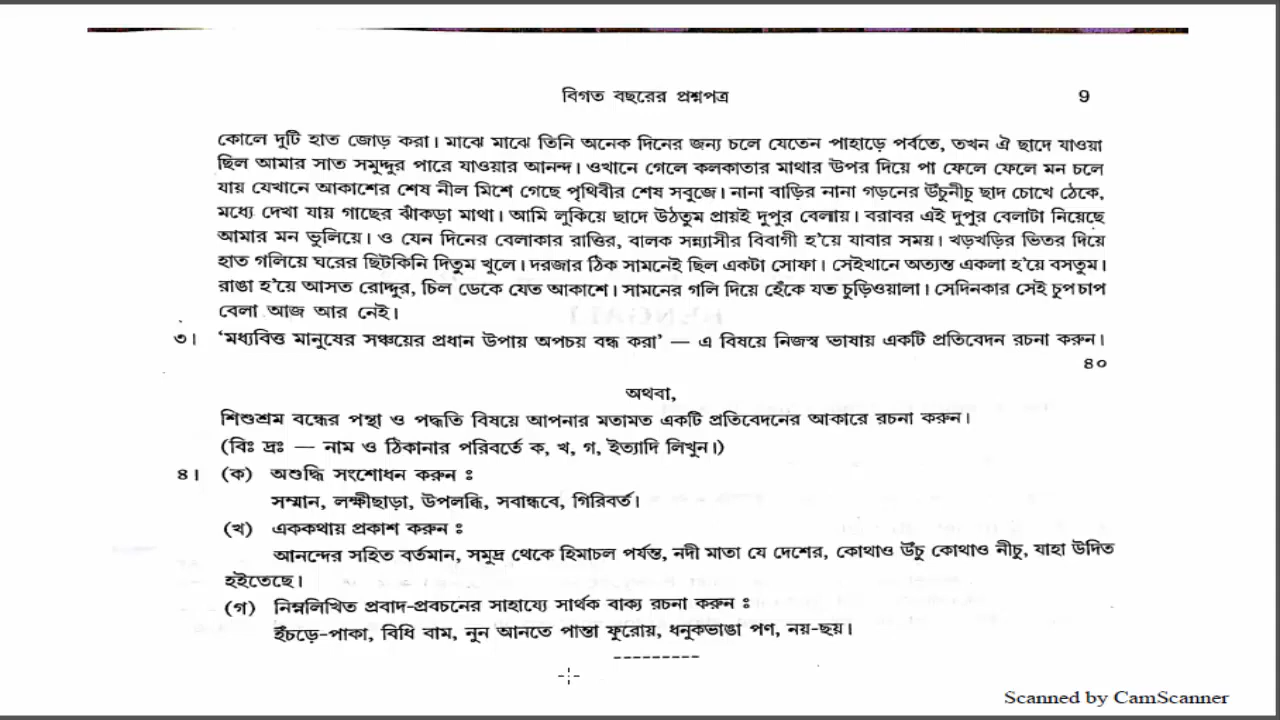 বিগত বছরের প্রশ্নপত্র 9
কোলে দুটি হাত জোড় করা। মাঝে মাঝে তিনি অনেক দিনের জন্য চলে যেতেন পাহাড়ে পর্বতে, তখন ঐ ছাদে যাওয়া
ছিল আমার সাত সমুদ্দুর পারে যাওয়ার আনন্দ। ওখানে গেলে কলকাতার মাথার উপর দিয়ে পা ফেলে ফেলে মন চলে
যায় যেখানে আকাশের শেষ নীল মিশে গেছে পৃথিবীর শেষ সবুজে। নানা বাড়ির নানা গড়নের উঁচুনীচু ছাদ চোখে ঠেকে,
মধ্যে দেখা যায় গাছের ঝাঁকড়া মাথা। আমি লুকিয়ে ছাদে উঠতুম প্রায়ই দুপুর বেলায়। বরাবর এই দুপুর বেলাটা নিয়েছে
আমার মন ভুলিয়ে। ও যেন দিনের বেলাকার রাত্তির, বালক সন্ন্যাসীর বিবাগী হ'য়ে যাবার সময়। খড়খড়ির ভিতর দিয়ে
হাত গলিয়ে ঘরের ছিটকিনি দিতুম খুলে। দরজার ঠিক সামনেই ছিল একটা সোফা। সেইখানে অত্যন্ত একলা হ'য়ে বসতুম।
রাঙা হ'য়ে আসত রোদ্দুর, চিল ডেকে যেত আকাশে। সামনের গলি দিয়ে হেঁকে যত চুড়িওয়ালা। সেদিনকার সেই চুপচাপ
বেলা আজ আর নেই।
৩। 'মধ্যবিত্ত মানুষের সঞ্চয়ের প্রধান উপায় অপচয় বন্ধ করা' — এ বিষয়ে নিজস্ব ভাষায় একটি প্রতিবেদন রচনা করুন।
৪০
অথবা,
শিশুশ্রম বন্ধের পন্থা ও পদ্ধতি বিষয়ে আপনার মতামত একটি প্রতিবেদনের আকারে রচনা করুন।
(বিঃ দ্রঃ — নাম ও ঠিকানার পরিবর্তে ক, খ, গ, ইত্যাদি লিখুন।)
৪। (ক) অশুদ্ধি সংশোধন করুন ঃ
সম্মান, লক্ষীছাড়া, উপলব্ধি, সবান্ধবে, গিরিবর্ত।
(খ) এককথায় প্রকাশ করুন ঃ
আনন্দের সহিত বর্তমান, সমুদ্র থেকে হিমাচল পর্যন্ত, নদী মাতা যে দেশের, কোথাও উঁচু কোথাও নীচু, যাহা উদিত
হইতেছে।
(গ) নিম্নলিখিত প্রবাদ-প্রবচনের সাহায্যে সার্থক বাক্য রচনা করুন ঃ
ইঁচড়ে-পাকা, বিধি বাম, নুন আনতে পান্তা ফুরোয়, ধনুকভাঙা পণ, নয়-ছয়।
---------
Scanned by CamScanner